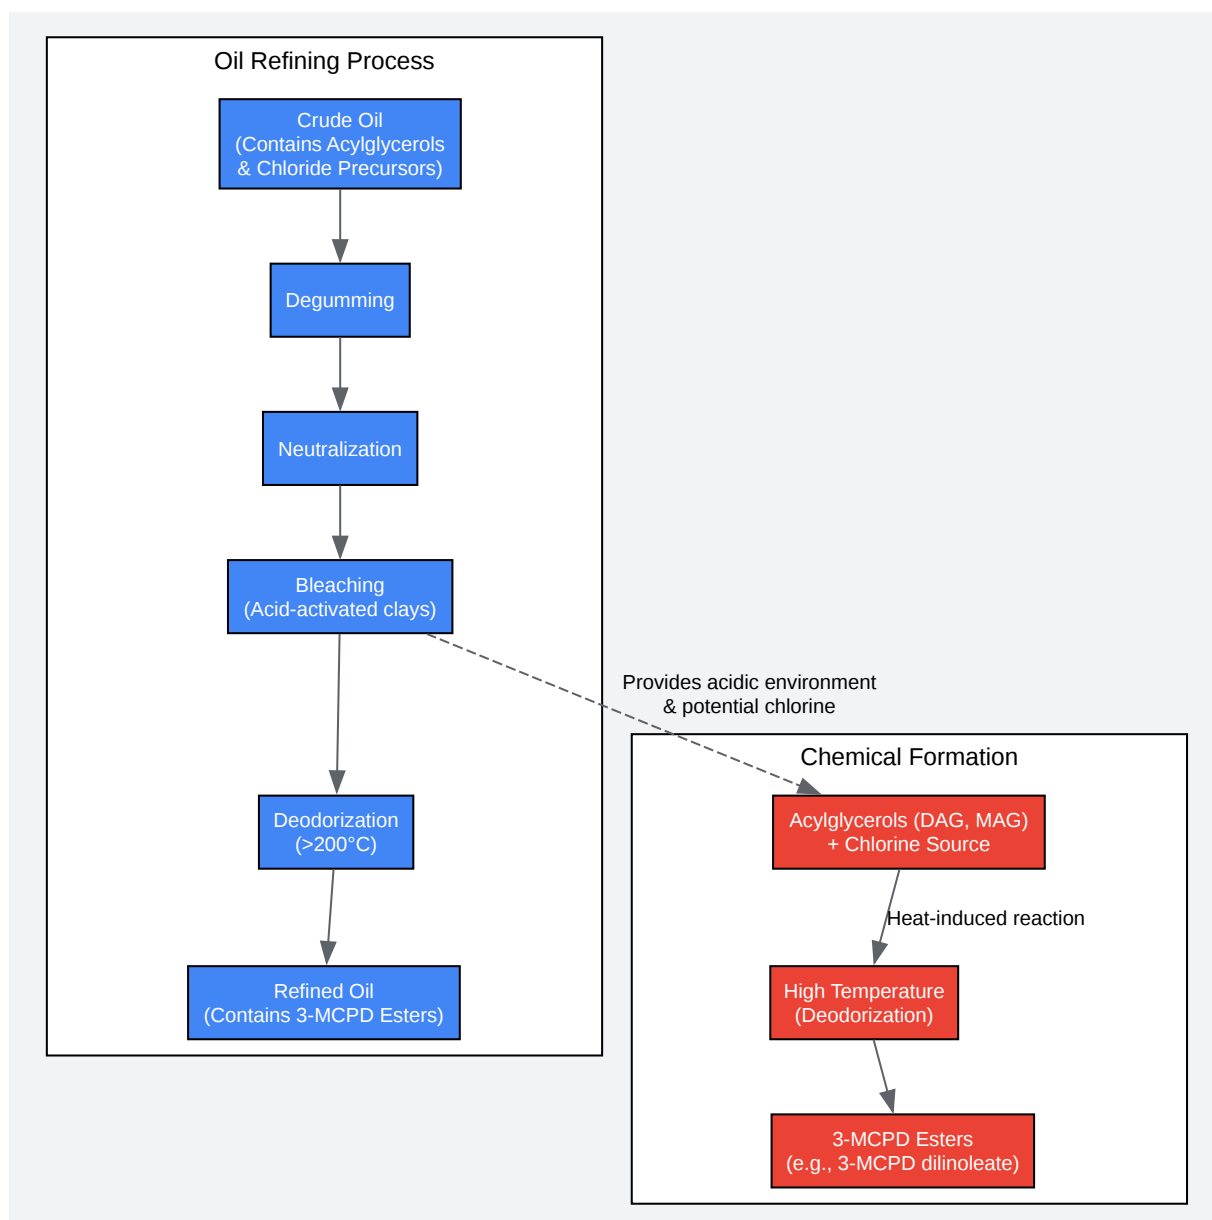 Oil Refining Process
Crude Oil
(Contains Acylglycerols
& Chloride Precursors)
Degumming
Neutralization
Bleaching
(Acid-activated clays)
Provides acidic environment
& potential chlorine
Deodorization
(>200°C)
Refined Oil
(Contains 3-MCPD Esters)
Chemical Formation
Acylglycerols (DAG, MAG)
+ Chlorine Source
Heat-induced reaction
High Temperature
(Deodorization)
3-MCPD Esters
(e.g., 3-MCPD dilinoleate)